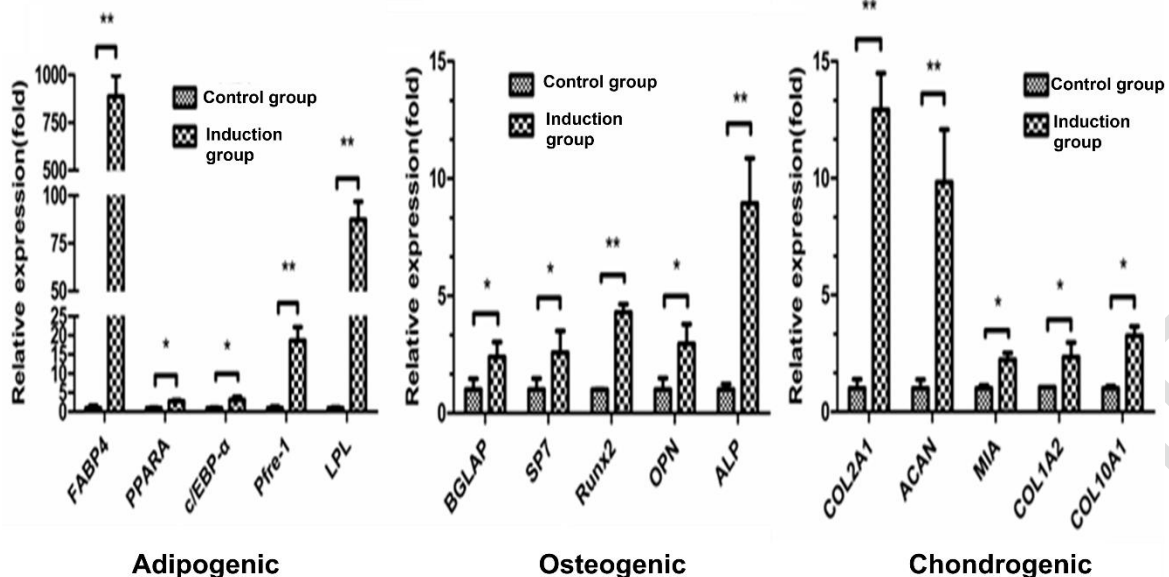 Relative expression(fold)
1000
750
500
100
75
50
25
20
15
10
5
0
**
*
*
**
**
Control group
Induction
group
FABP4
PPARA
c/EBP-α
Pfre-1
LPL
Adipogenic
Relative expression(fold)
15
10
5
0
*
*
**
*
**
Control group
Induction
group
BGLAP
SP7
Runx2
OPN
ALP
Osteogenic
Relative expression(fold)
15
10
5
0
**
**
*
*
*
Control group
Induction
group
COL2A1
ACAN
MIA
COL1A2
COL10A1
Chondrogenic